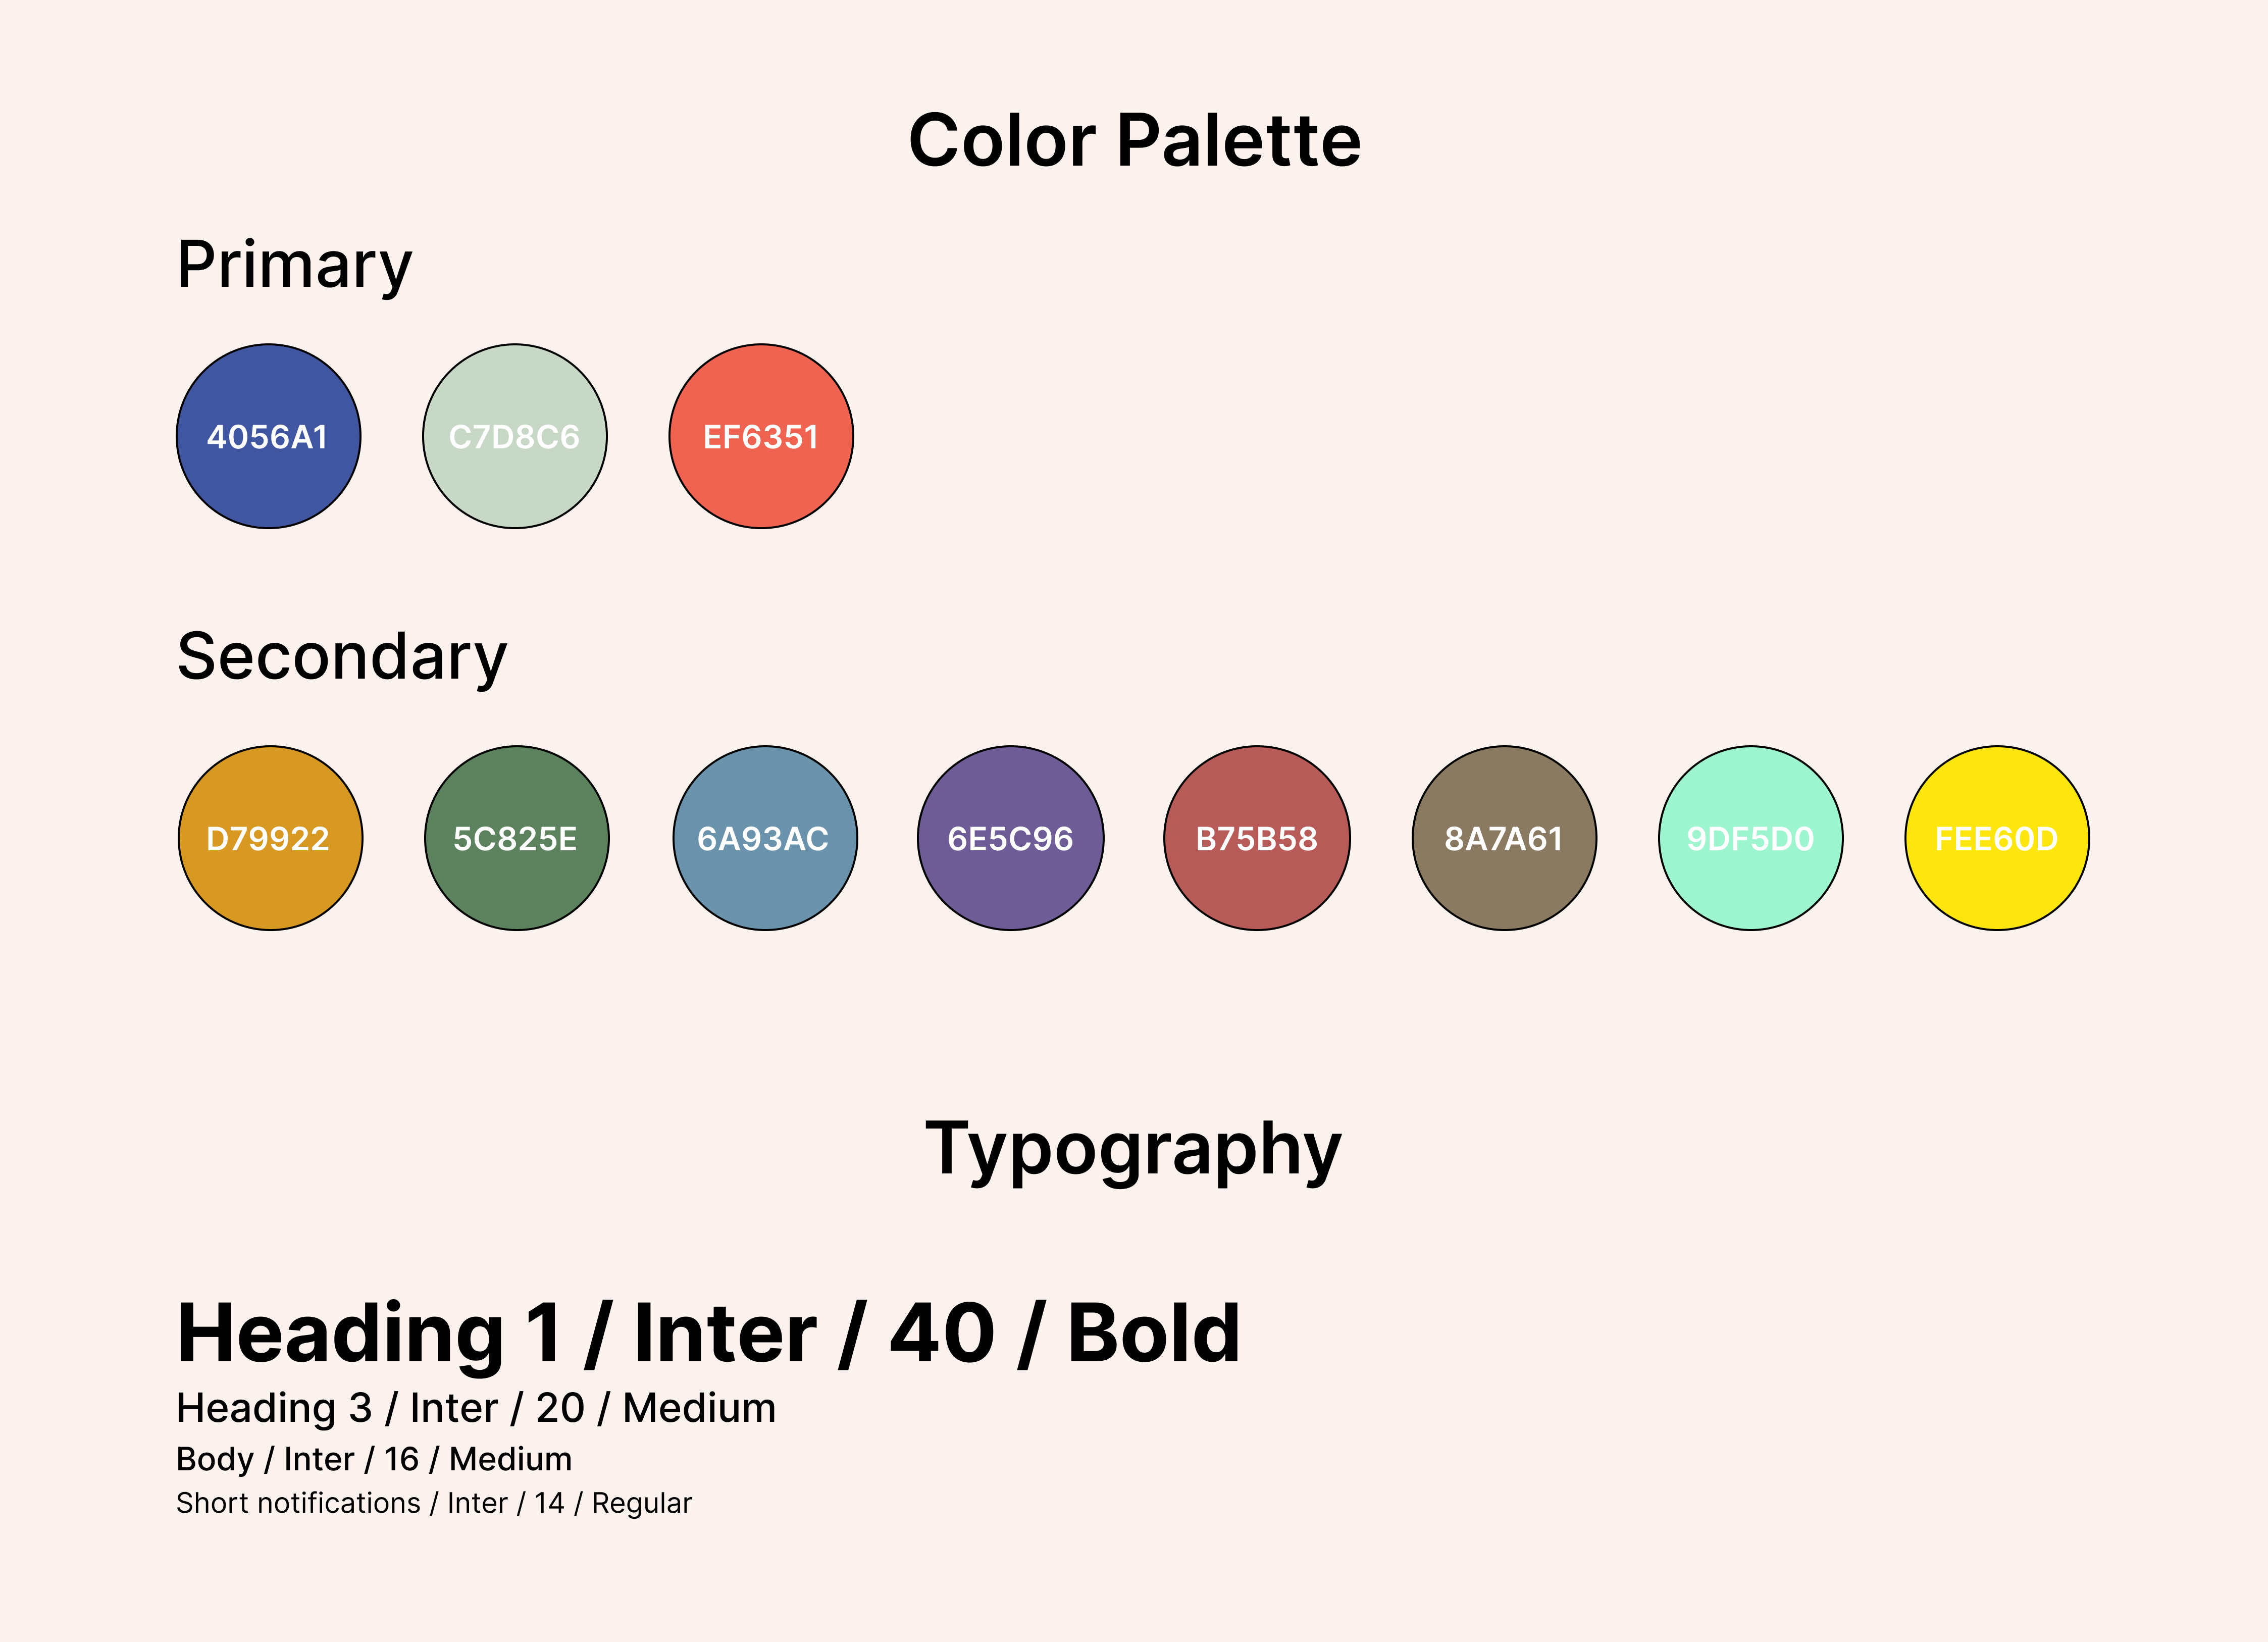 Color Palette
Primary
4056A1 C7D8C6 EF6351
Secondary
D79922 5C825E 6A93AC 6E5C96 B75B58 8A7A61 9DF5D0 FEE60D
Typography
Heading 1 / Inter / 40 / Bold
Heading 3 / Inter / 20 / Medium
Body / Inter / 16 / Medium
Short notifications / Inter / 14 / Regular